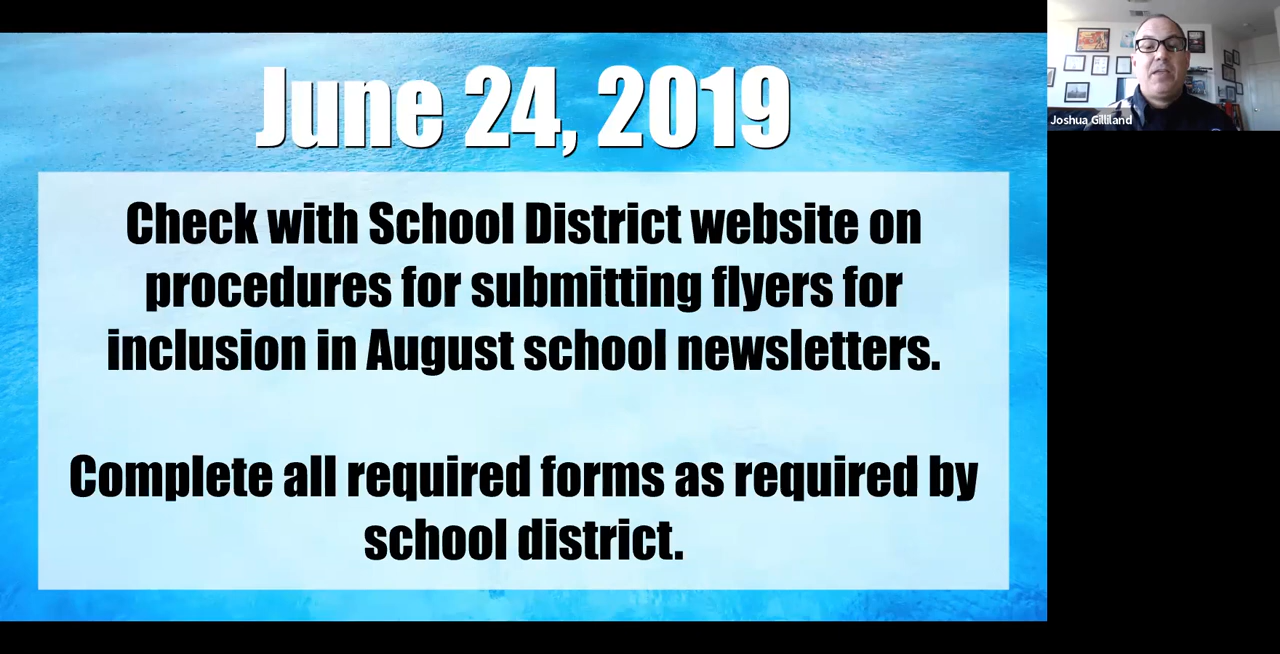 June 24, 2019
Check with School District website on
procedures for submitting flyers for
inclusion in August school newsletters.
Complete all required forms as required by
school district.
Joshua Gilliland